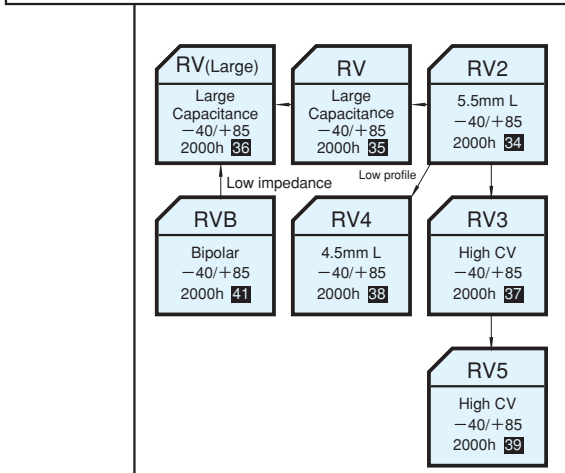 RV(Large)
Large
Capacitance
−40/+85
2000h 36
RV
Large
Capacitance
−40/+85
2000h 35
RV2
5.5mm L
−40/+85
2000h 34
Low impedance
Low profile
RVB
Bipolar
−40/+85
2000h 41
RV4
4.5mm L
−40/+85
2000h 38
RV3
High CV
−40/+85
2000h 37
RV5
High CV
−40/+85
2000h 39